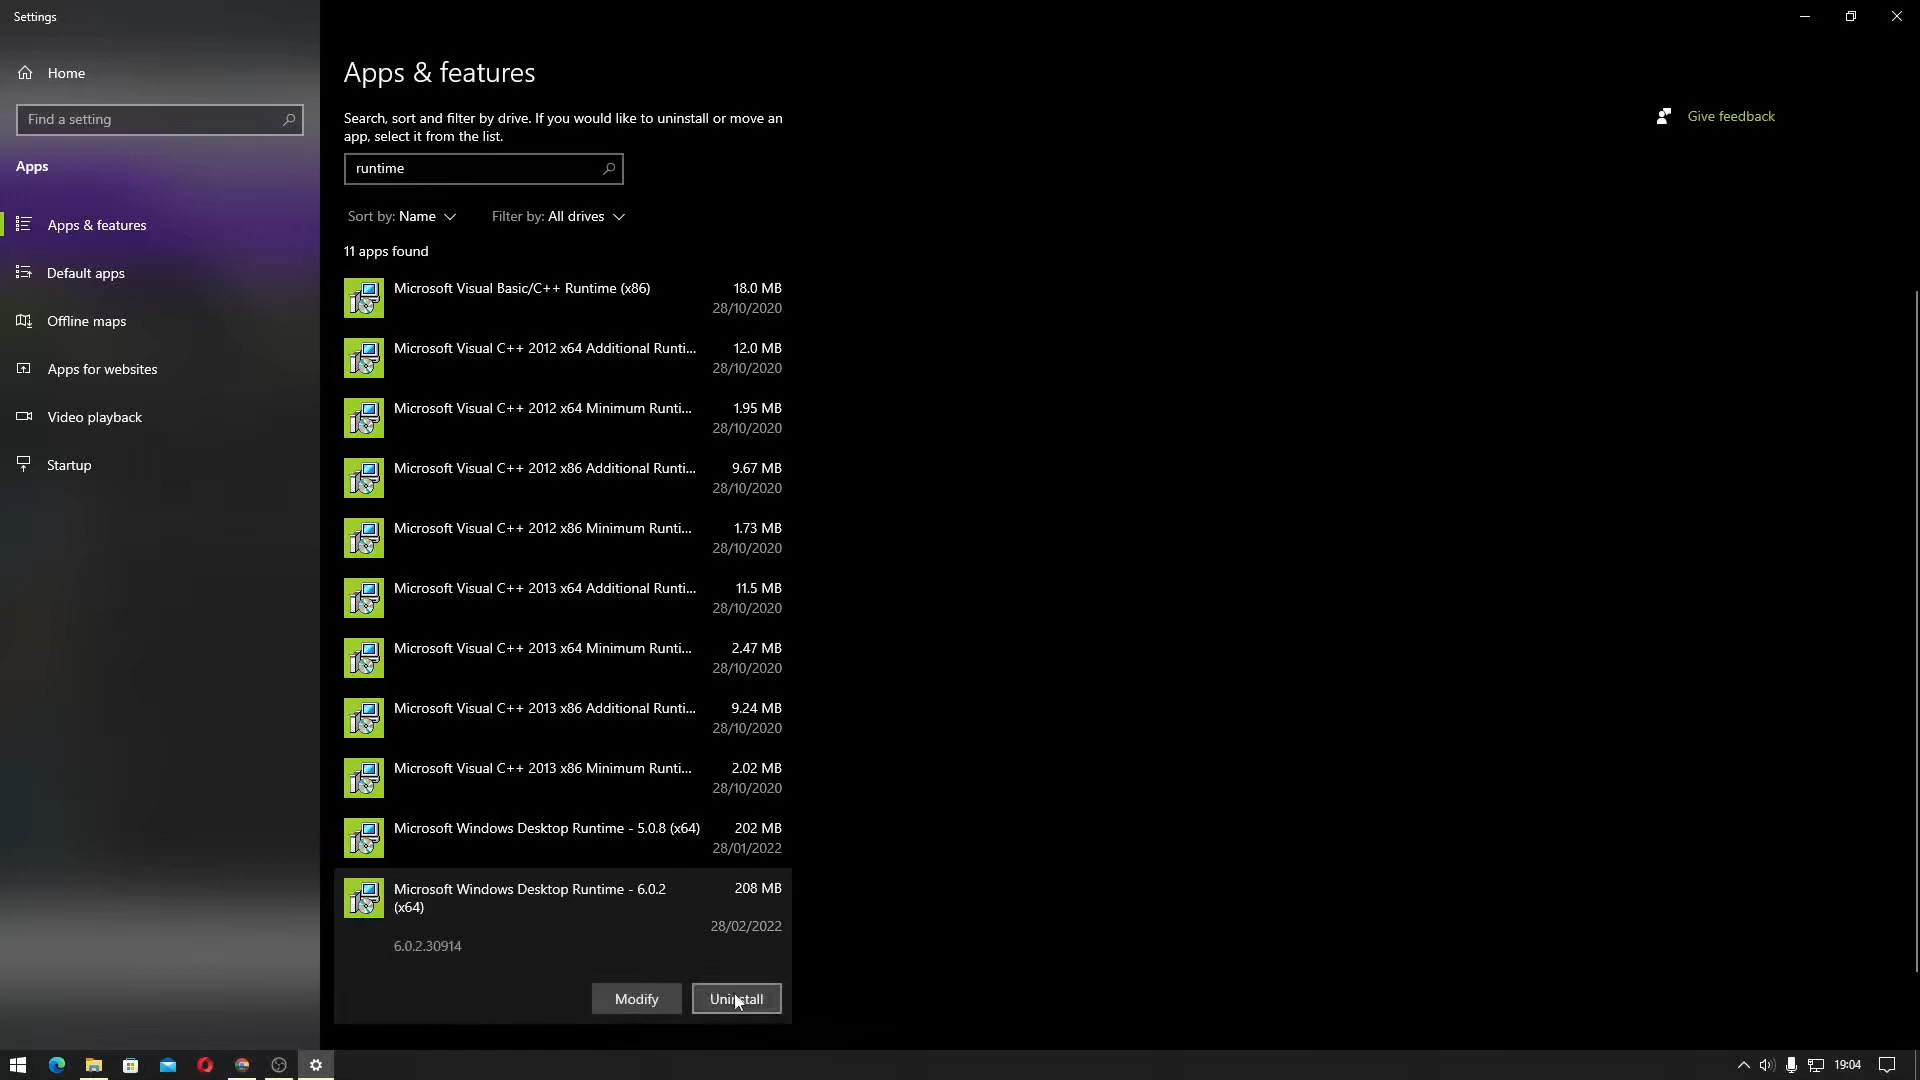 Settings
Home
Find a setting
Apps
Apps & features
Default apps
Offline maps
Apps for websites
Video playback
Startup
Apps & features
Search, sort and filter by drive. If you would like to uninstall or move an
app, select it from the list.
runtime
Sort by: Name
Filter by: All drives
11 apps found
Microsoft Visual Basic/C++ Runtime (x86) 18.0 MB
28/10/2020
Microsoft Visual C++ 2012 x64 Additional Runti... 12.0 MB
28/10/2020
Microsoft Visual C++ 2012 x64 Minimum Runti... 1.95 MB
28/10/2020
Microsoft Visual C++ 2012 x86 Additional Runti... 9.67 MB
28/10/2020
Microsoft Visual C++ 2012 x86 Minimum Runti... 1.73 MB
28/10/2020
Microsoft Visual C++ 2013 x64 Additional Runti... 11.5 MB
28/10/2020
Microsoft Visual C++ 2013 x64 Minimum Runti... 2.47 MB
28/10/2020
Microsoft Visual C++ 2013 x86 Additional Runti... 9.24 MB
28/10/2020
Microsoft Visual C++ 2013 x86 Minimum Runti... 2.02 MB
28/10/2020
Microsoft Windows Desktop Runtime - 5.0.8 (x64) 202 MB
28/01/2022
Microsoft Windows Desktop Runtime - 6.0.2 208 MB
(x64)
28/02/2022
6.0.2.30914
Modify
Uninstall
Give feedback
19:04